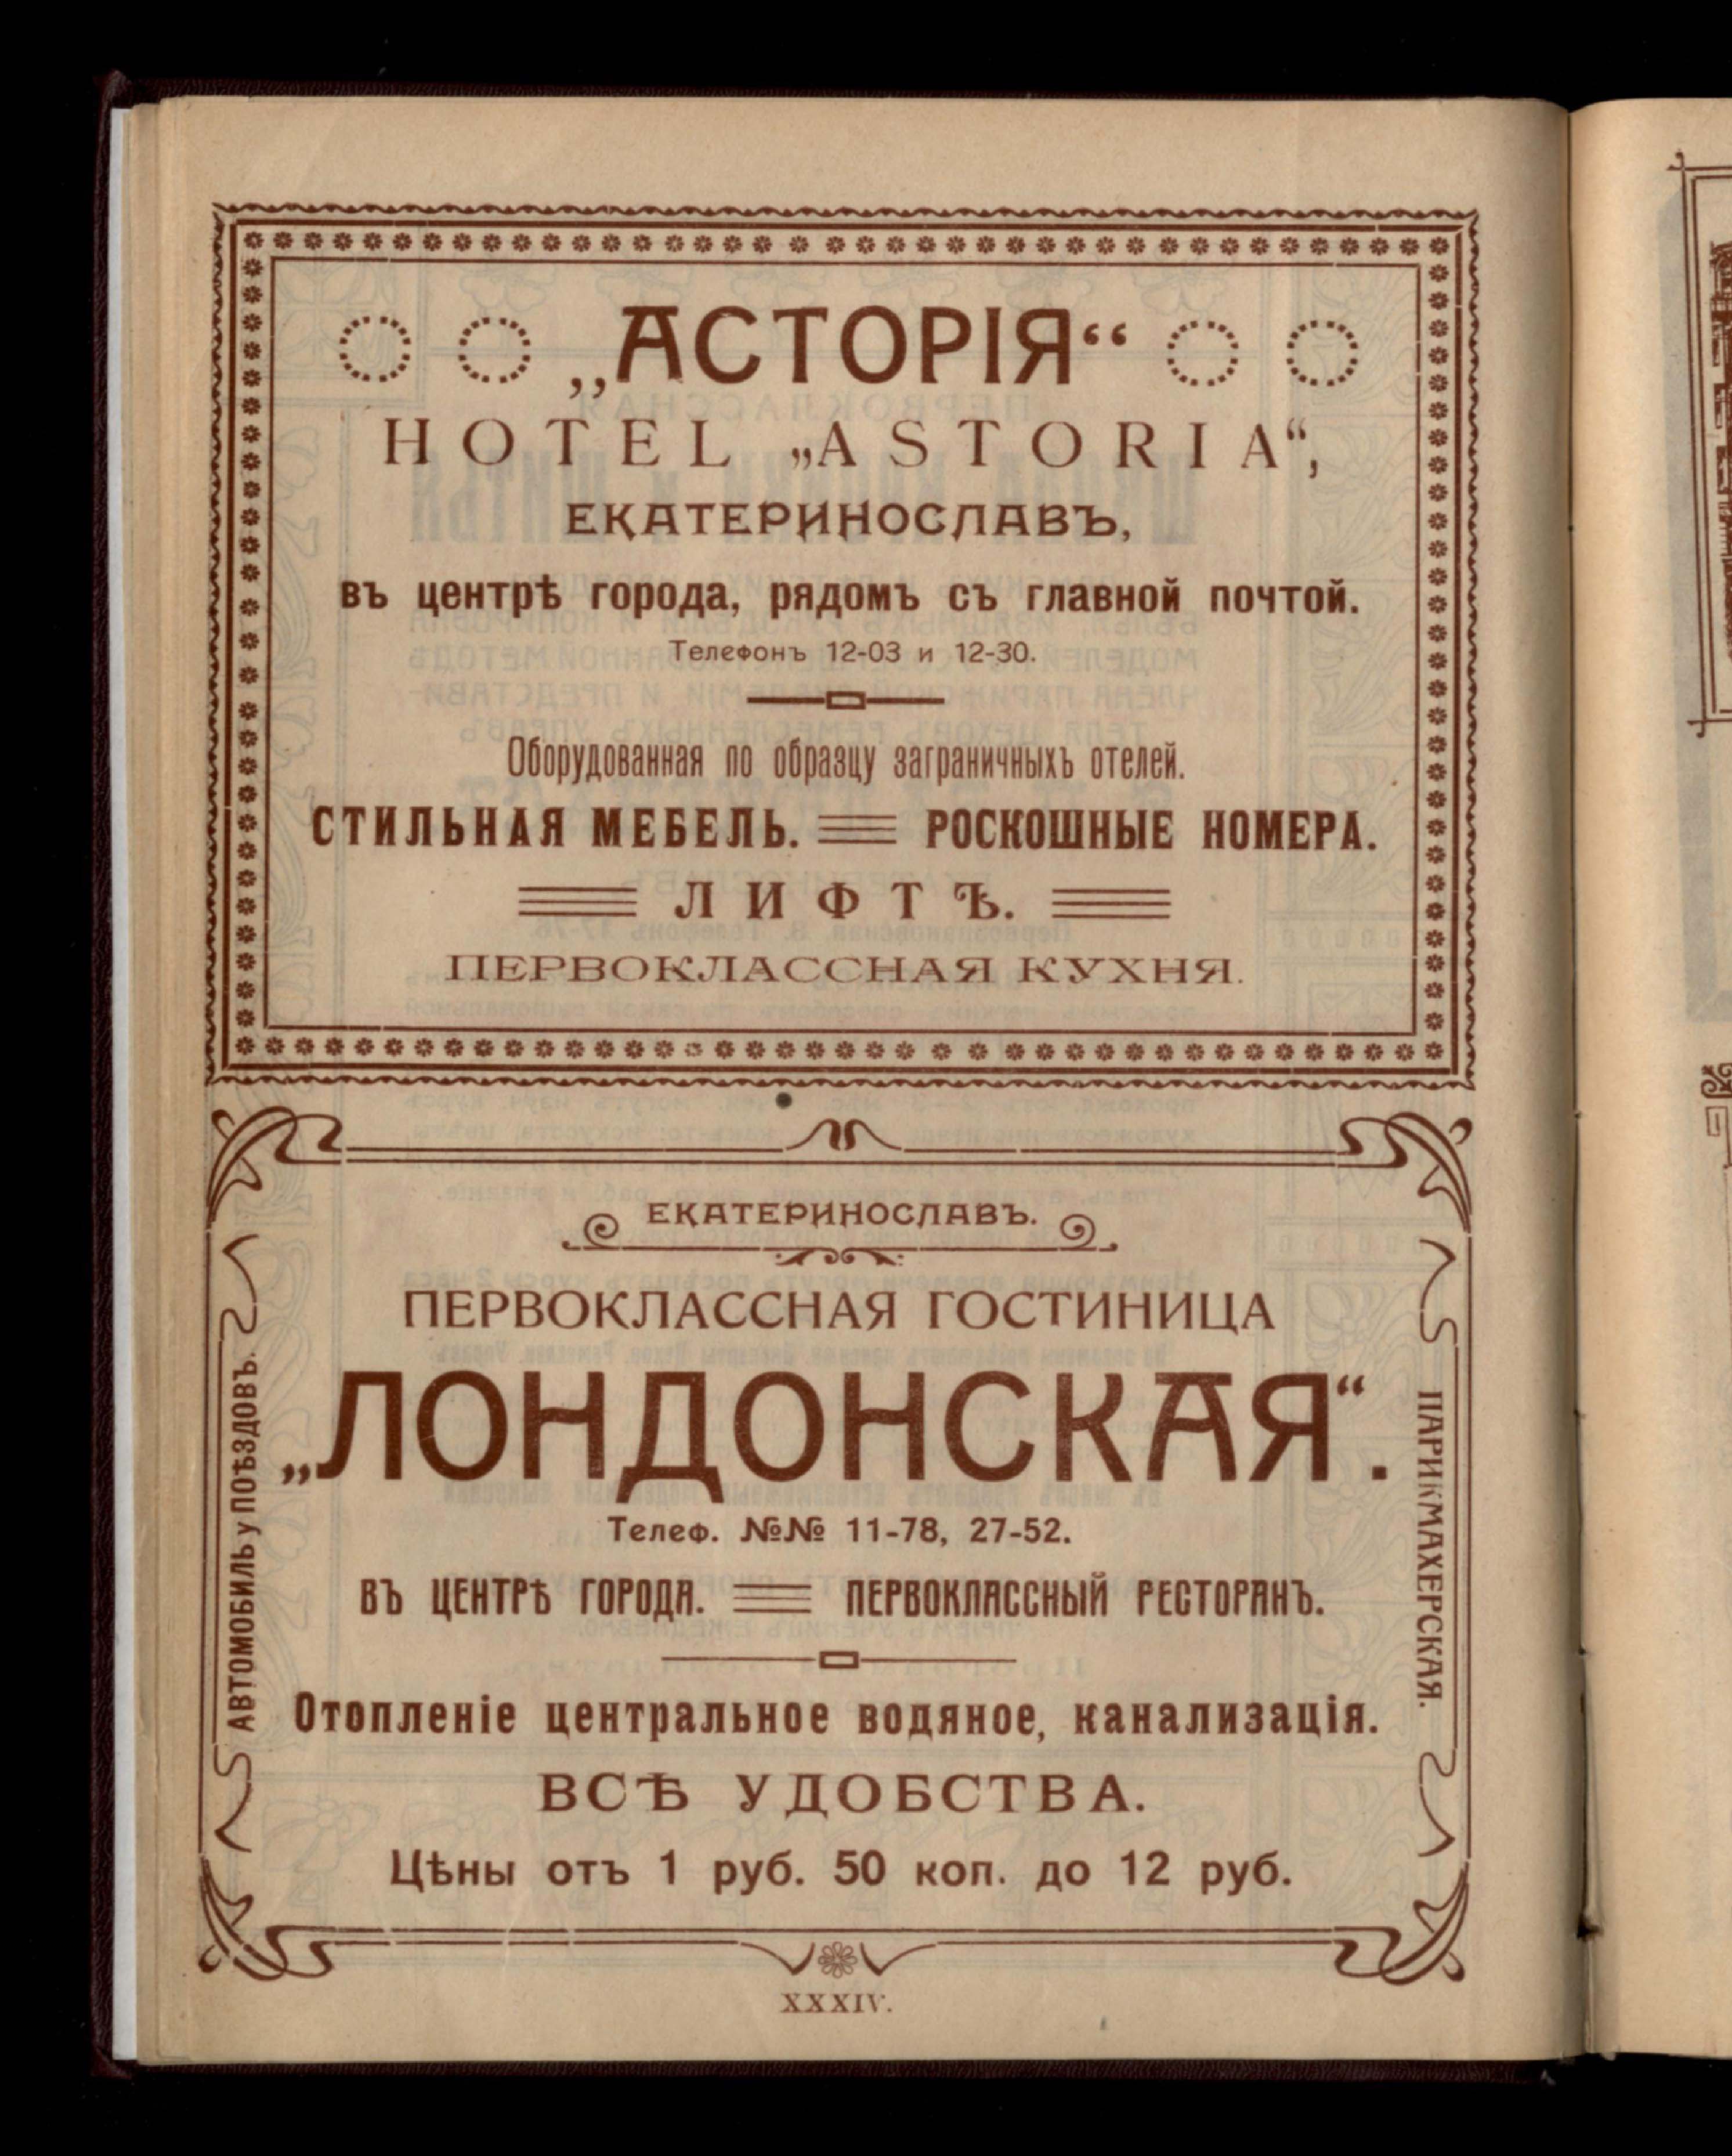 „АСТОРІЯ“
HOTEL „ASTORIA“,
ЕКАТЕРИНОСЛАВЪ,
въ центрѣ города, рядомъ съ главной почтой.
Телефонъ 12-03 и 12-30.
Оборудованная по образцу заграничныхъ отелей.
СТИЛЬНАЯ МЕБЕЛЬ. РОСКОШНЫЕ НОМЕРА.
ЛИФТѢ.
ПЕРВОКЛАССНАЯ КУХНЯ.
ЕКАТЕРИНОСЛАВЪ.
ПЕРВОКЛАССНАЯ ГОСТИНИЦА
„ЛОНДОНСКАЯ“.
Телеф. №№ 11-78, 27-52.
ВЪ ЦЕНТРѢ ГОРОДА. ПЕРВОКЛАССНЫЙ РЕСТОРАНЪ.
Отопленіе центральное водяное, канализація.
ВСѢ УДОБСТВА.
Цѣны отъ 1 руб. 50 коп. до 12 руб.
АВТОМОБИЛЬ у ПОѢЗДОВЪ.
ПАРИКМАХЕРСКАЯ.
XXXIV.